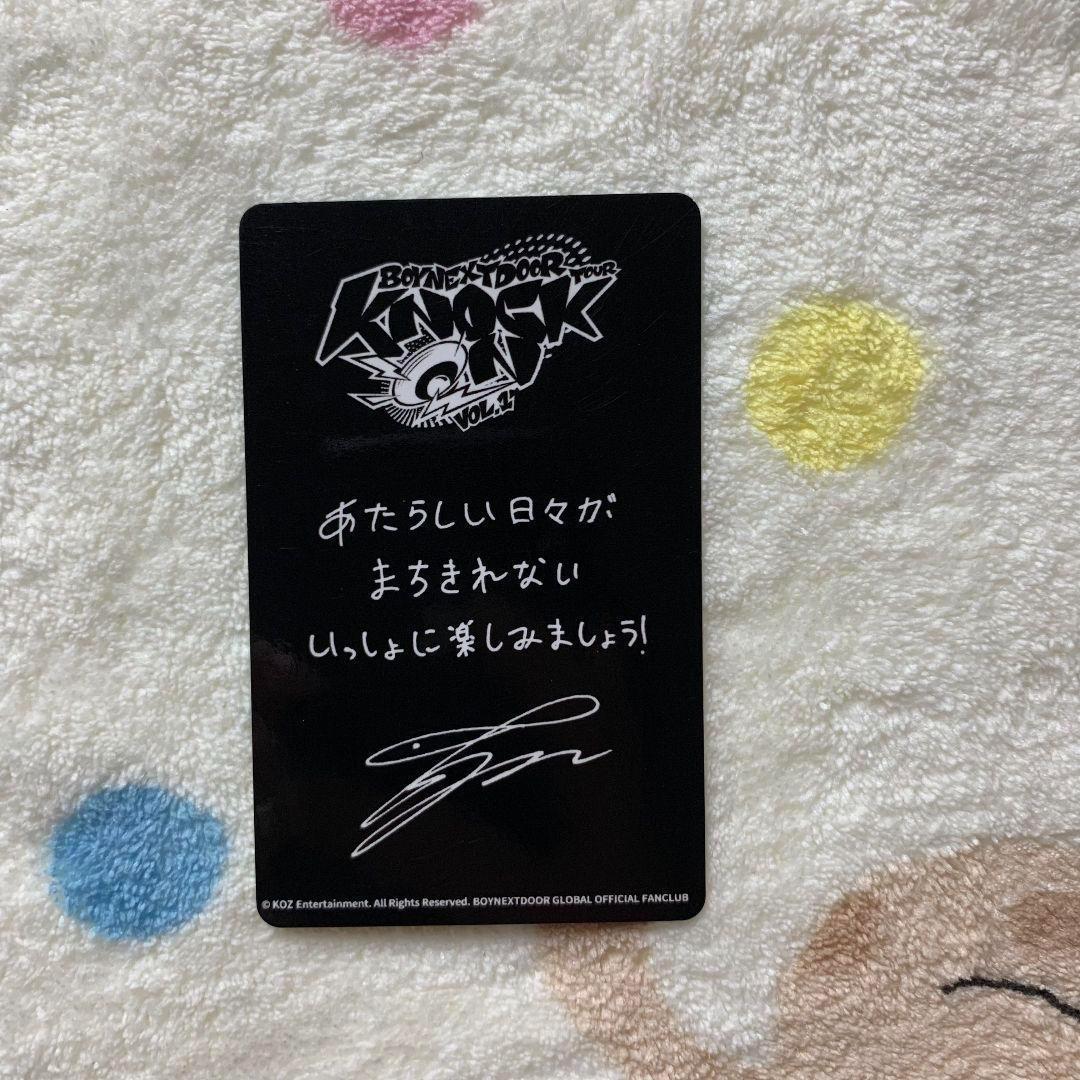 BOYNEXTDOOR TOUR
KNOCK
ON
VOL.1
あたらしい日々が
まちきれない
いっしょに楽しみましょう!
© KOZ Entertainment. All Rights Reserved. BOYNEXTDOOR GLOBAL OFFICIAL FANCLUB